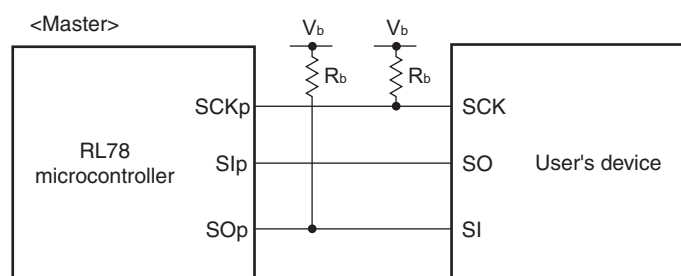 <Master>
Vb Vb
Rb Rb
SCKp SCK
RL78
microcontroller
SIp SO
User's device
SOp SI